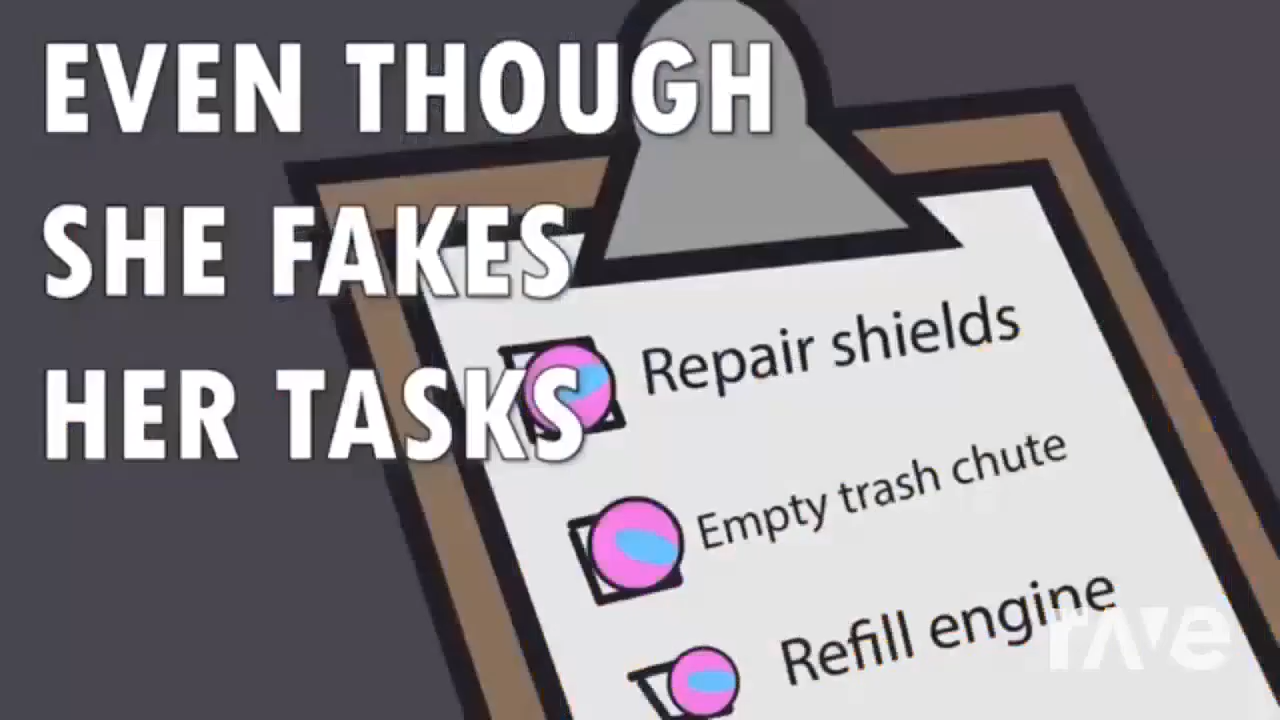 EVEN THOUGH
SHE FAKES
HER TASKS
Repair shields
Empty trash chute
Refill engine
rave